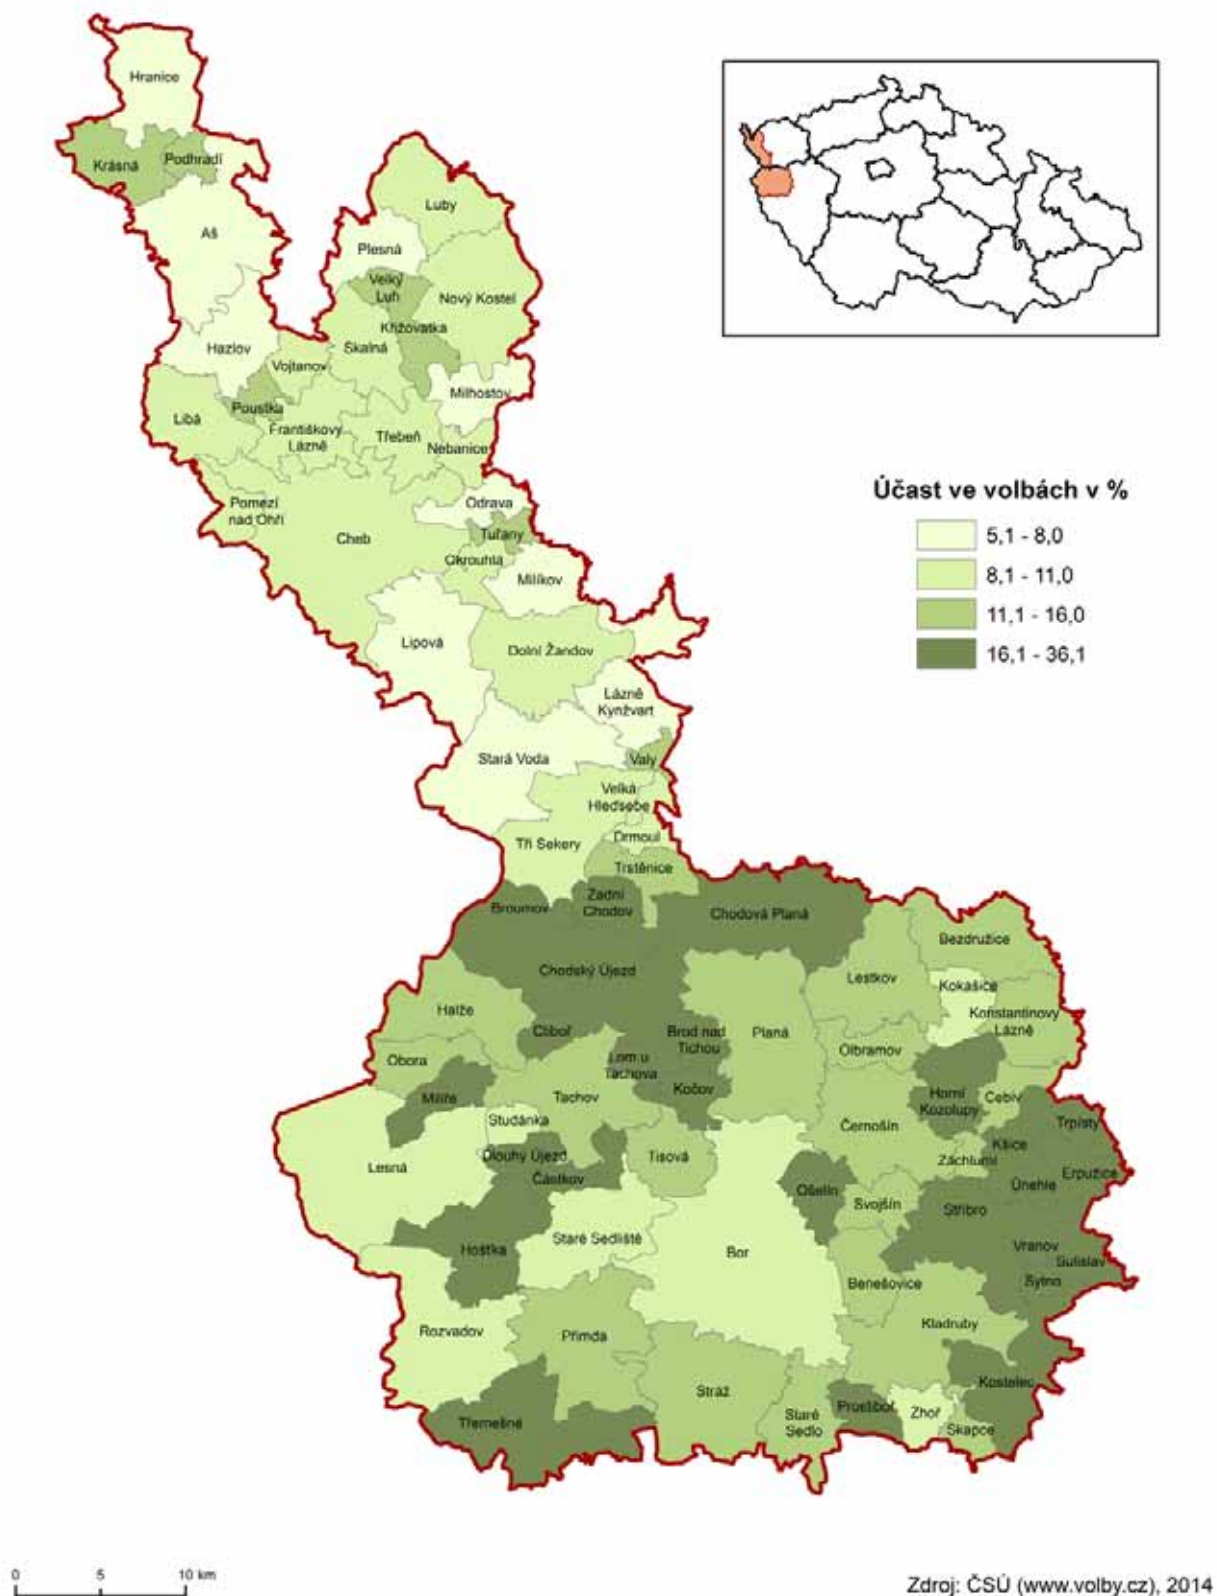 Hranice
Krásná
Podhradí
Aš
Luby
Plesná
Velký
Luh
Nový Kostel
Křižovatka
Skalná
Hazlov
Vojtanov
Milhostov
Poustka
Libá
Františkovy
Lázně
Třebeň
Nebanice
Pomezí
nad Ohří
Odrava
Cheb
Tuřany
Okrouhlá
Milíkov
Lipová
Dolní Žandov
Lázně
Kynžvart
Stará Voda
Valy
Velká
Hleďsebe
Drmoul
Tři Sekery
Trstěnice
Broumov
Zadní
Chodov
Chodová Planá
Bezdružice
Chodský Újezd
Lestkov
Kokašice
Halže
Konstantinovy
Lázně
Ctiboř
Brod nad
Tichou
Planá
Olbramov
Obora
Lom u
Tachova
Kočov
Milíře
Tachov
Horní
Kozolupy
Cebiv
Studánka
Černošín
Trpísty
Kšice
Lesná
Dlouhý Újezd
Tisová
Záchlumí
Částkov
Erpužice
Únehle
Ošelín
Svojšín
Stříbro
Staré Sedliště
Hošťka
Bor
Vranov
Sulislav
Sytno
Benešovice
Rozvadov
Přimda
Kladruby
Kostelec
Stráž
Třemešné
Staré
Sedlo
Prostiboř
Zhoř
Skapce
Účast ve volbách v %
5,1 - 8,0
8,1 - 11,0
11,1 - 16,0
16,1 - 36,1
0 5 10 km
Zdroj: ČSÚ (www.volby.cz), 2014